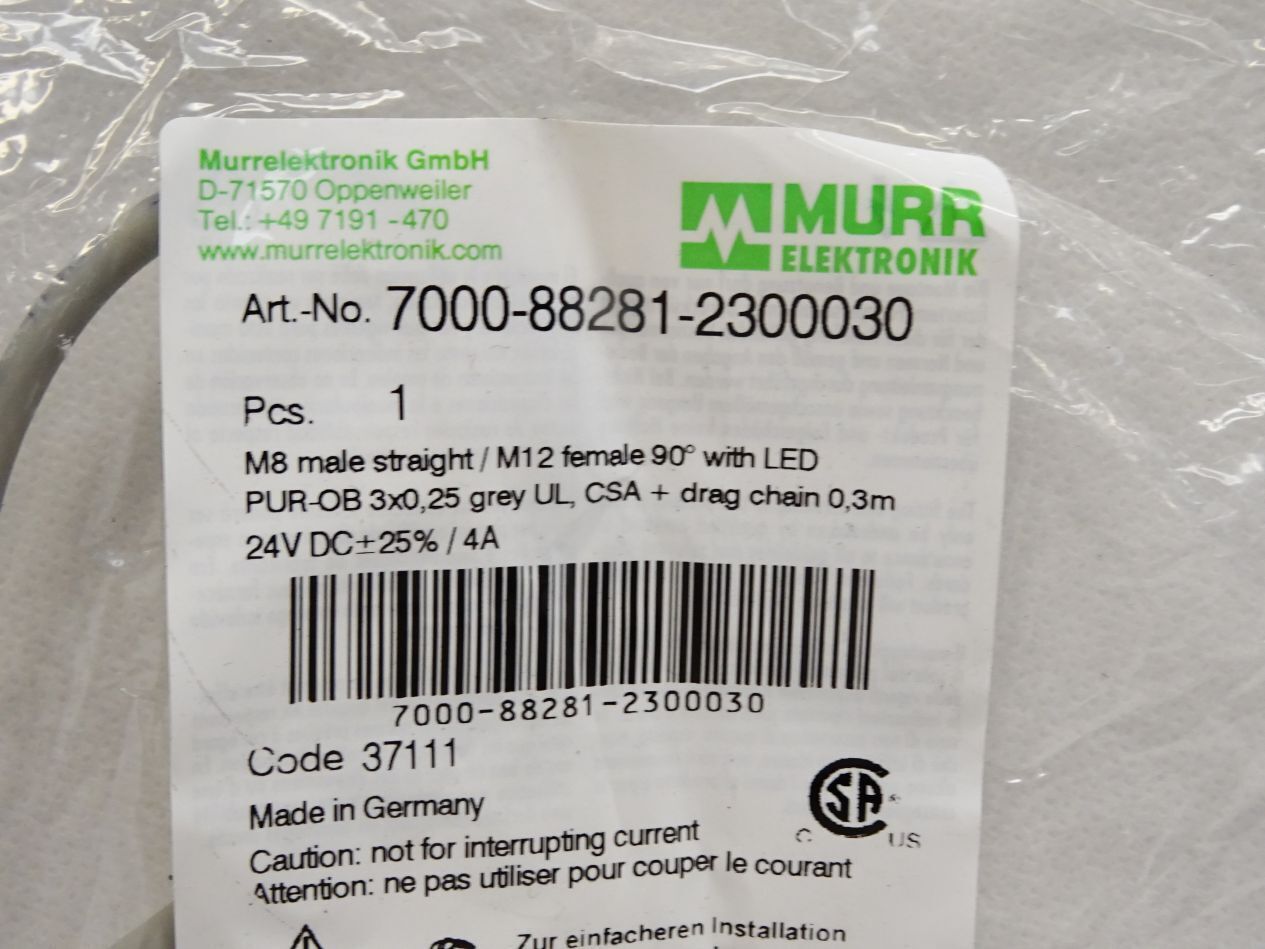 Murrelektronik GmbH
D-71570 Oppenweiler
Tel.: +49 7191 -470
www.murrelektronik.com
MURR
ELEKTRONIK
Art.-No. 7000-88281-2300030
Pcs. 1
M8 male straight / M12 female 90° with LED
PUR-OB 3x0,25 grey UL, CSA + drag chain 0,3m
24V DC±25% / 4A
7000-88281-2300030
Code 37111
Made in Germany
CSA
C US
Caution: not for interrupting current
Attention: ne pas utiliser pour couper le courant
Zur einfacheren Installation